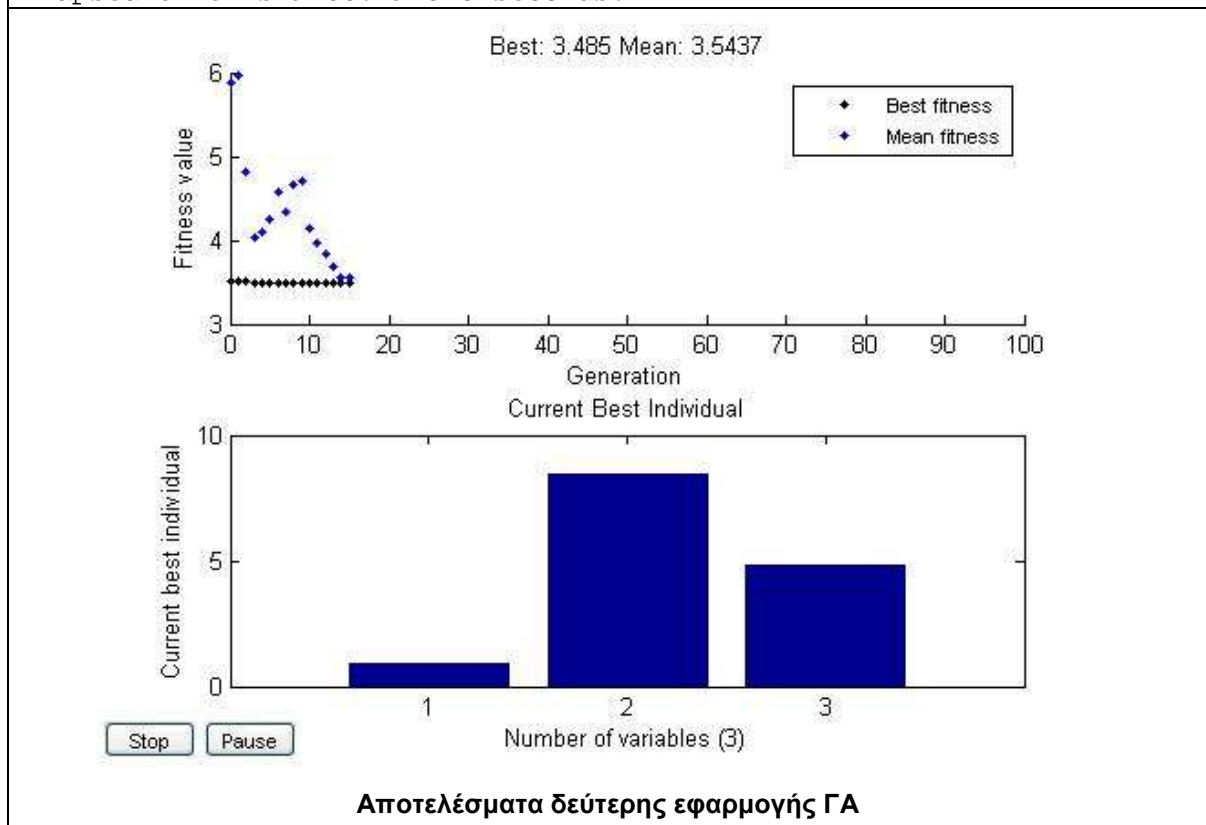 Best: 3.485 Mean: 3.5437
6
5
4
3
Fitness value
Best fitness
Mean fitness
0 10 20 30 40 50 60 70 80 90 100
Generation
Current Best Individual
10
5
0
Current best individual
1 2 3
Number of variables (3)
Stop Pause
Αποτελέσματα δεύτερης εφαρμογής ΓΑ